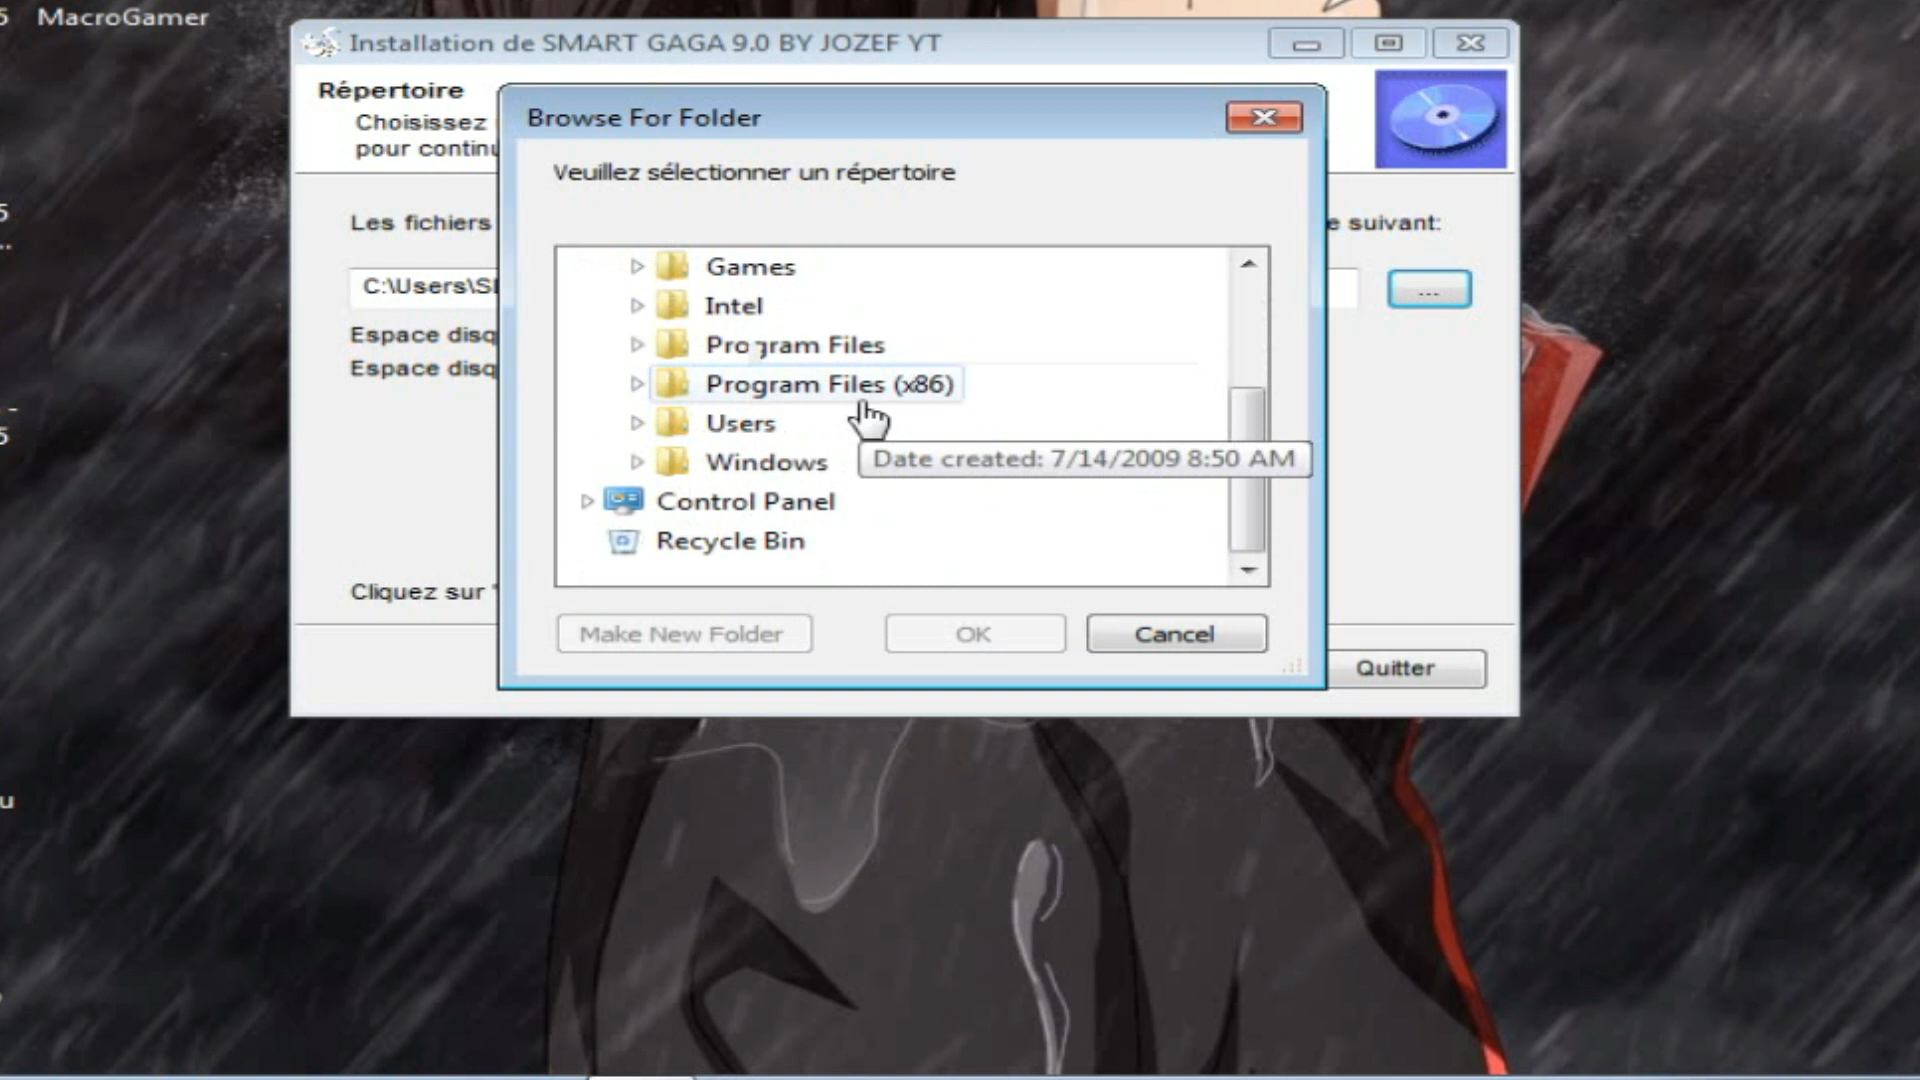 5 MacroGamer
Installation de SMART GAGA 9.0 BY JOZEF YT
Répertoire
Choisissez
pour continu
Browse For Folder
Veuillez sélectionner un répertoire
5
..
Les fichiers
e suivant:
Games
C:\Users\S
...
Intel
Espace disq
Program Files
Espace disq
Program Files (x86)
-
5
Users
Date created: 7/14/2009 8:50 AM
Windows
Control Panel
Recycle Bin
Cliquez sur "
Make New Folder
OK
Cancel
Quitter
u